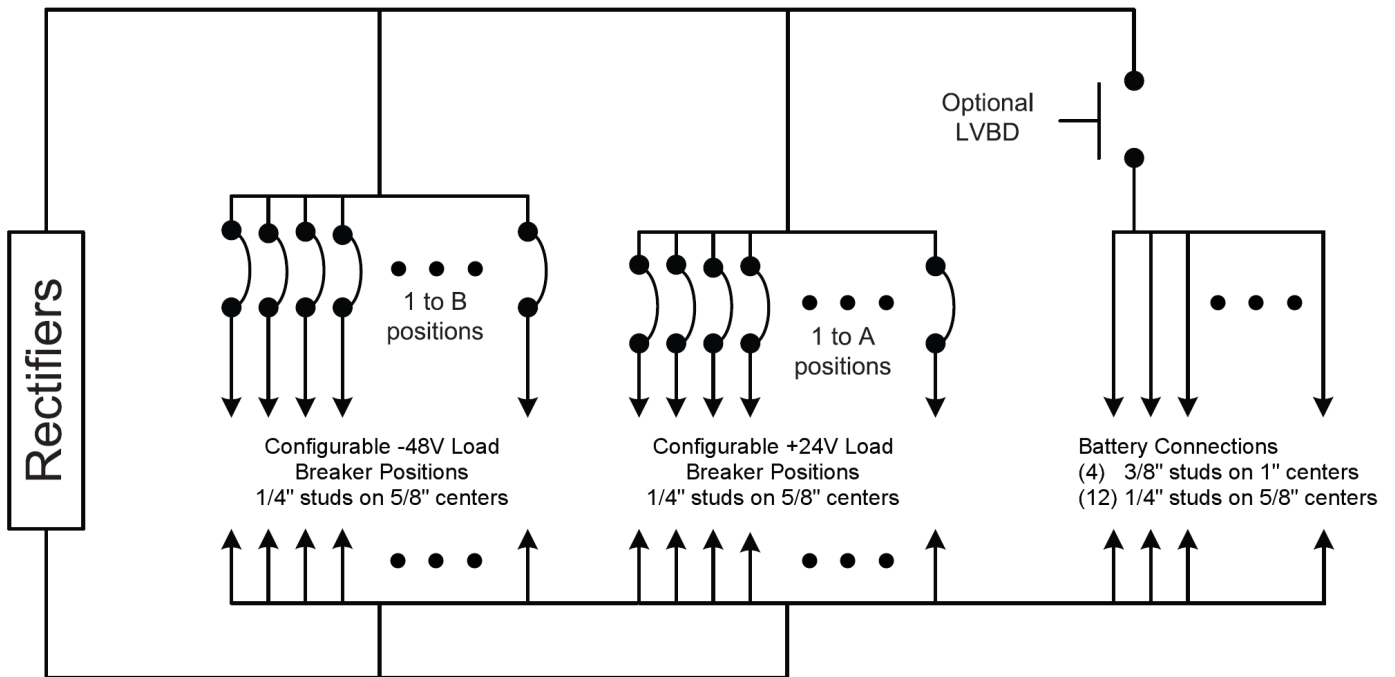 Optional
LVBD
Rectifiers
1 to B
positions
1 to A
positions
Configurable -48V Load
Breaker Positions
1/4" studs on 5/8" centers
Configurable +24V Load
Breaker Positions
1/4" studs on 5/8" centers
Battery Connections
(4) 3/8" studs on 1" centers
(12) 1/4" studs on 5/8" centers